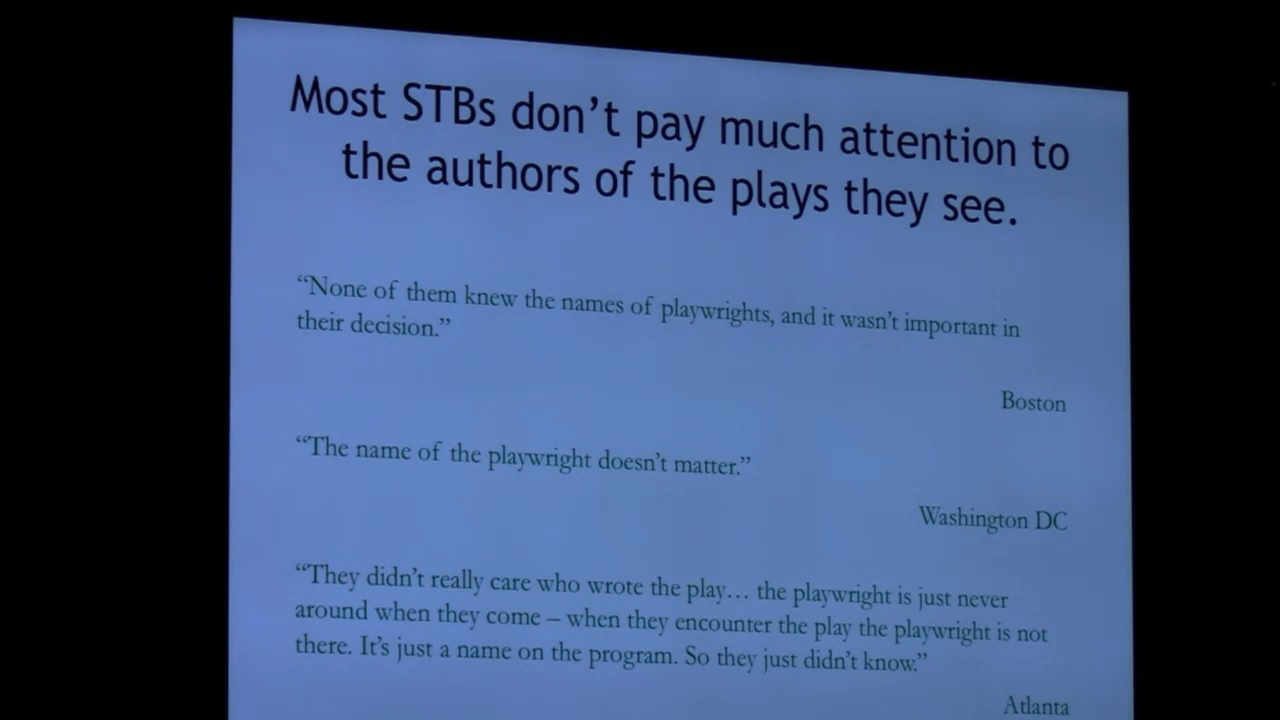 Most STBs don’t pay much attention to
the authors of the plays they see.
“None of them knew the names of playwrights, and it wasn’t important in
their decision.”
Boston
“The name of the playwright doesn’t matter.”
Washington DC
“They didn’t really care who wrote the play… the playwright is just never
around when they come – when they encounter the play the playwright is not
there. It’s just a name on the program. So they just didn’t know.”
Atlanta